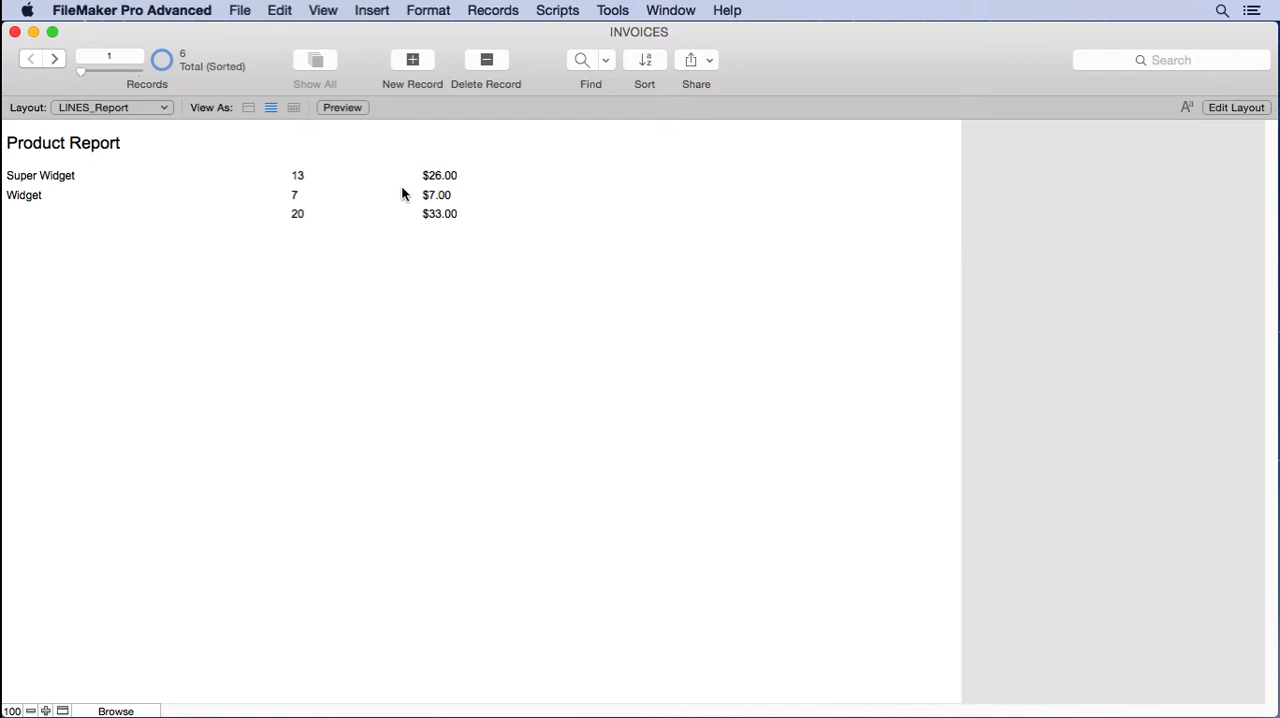 FileMaker Pro Advanced File Edit View Insert Format Records Scripts Tools Window Help
INVOICES
1 6 Total (Sorted)
Records Show All New Record Delete Record Find Sort Share Search
Layout: LINES_Report View As: Preview Aª Edit Layout
Product Report
Super Widget 13 $26.00
Widget 7 $7.00
20 $33.00
100 Browse